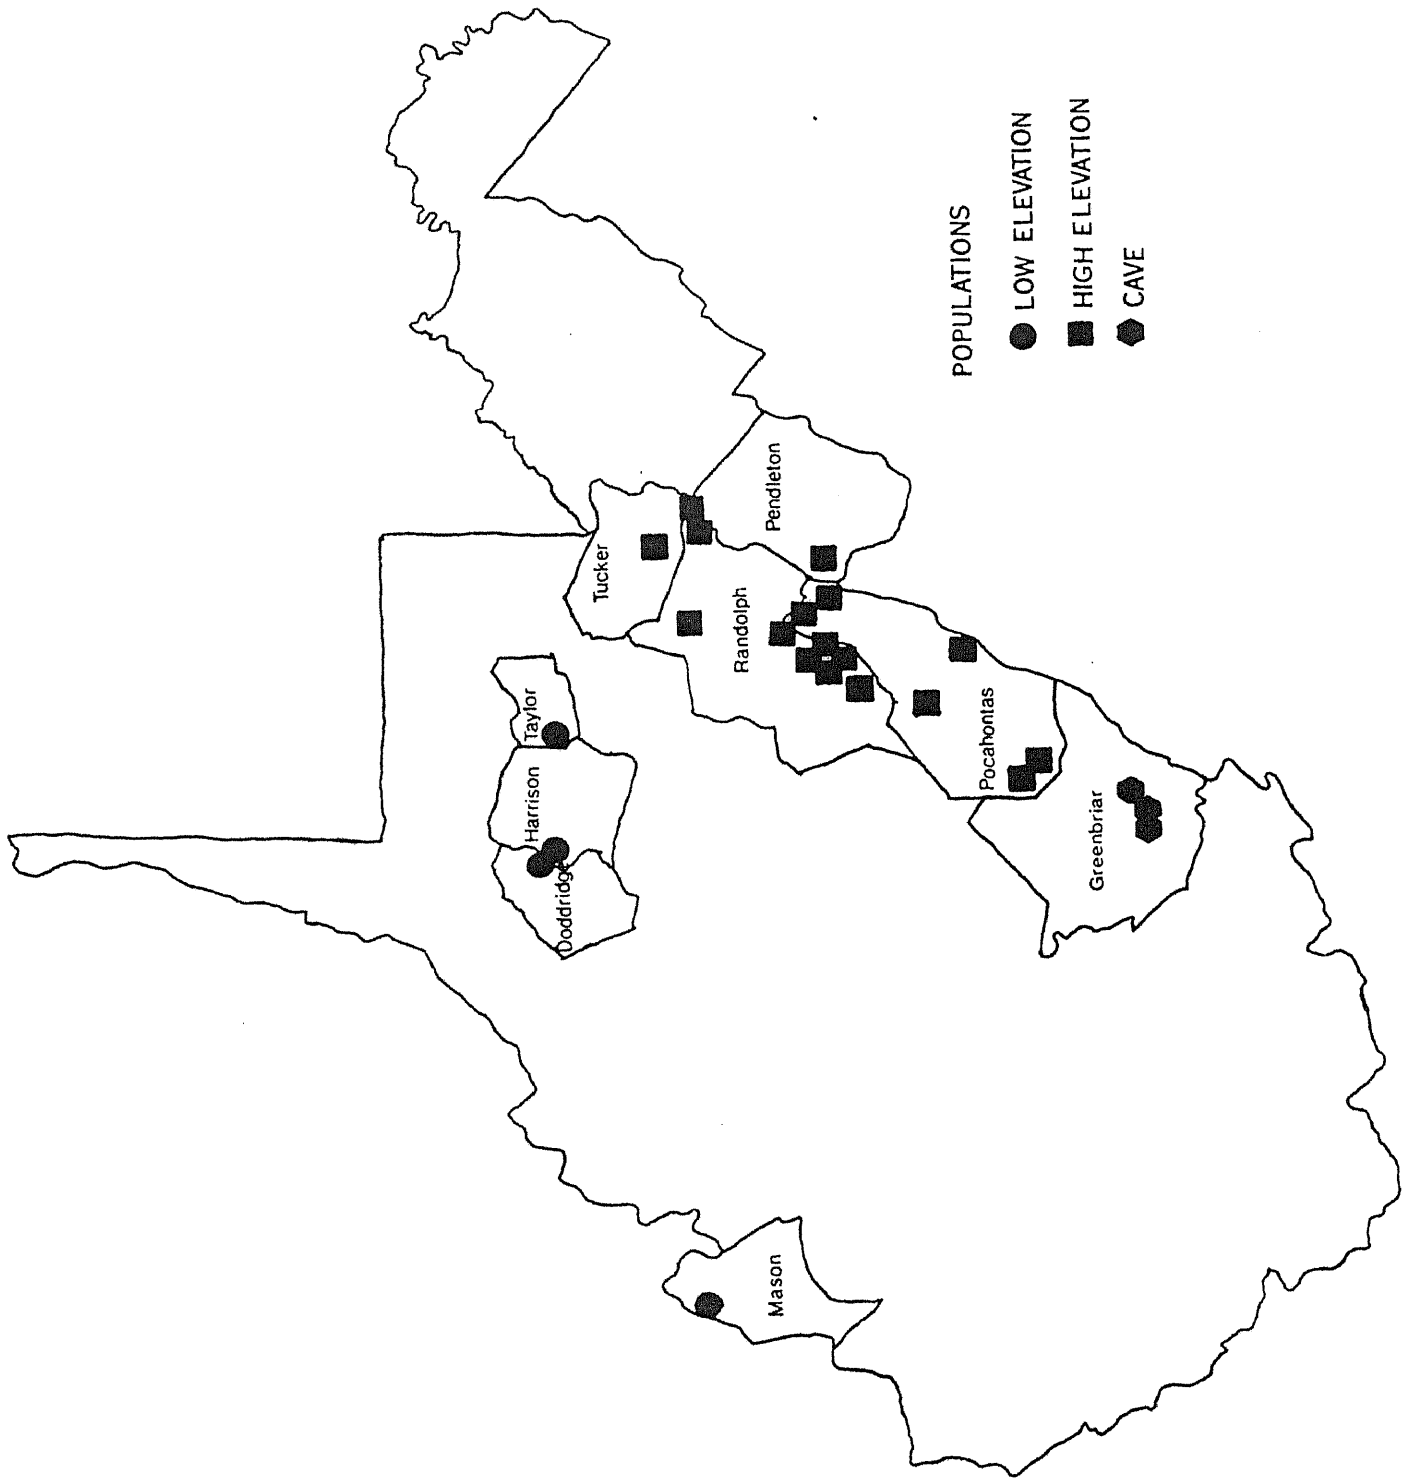 Tucker
Pendleton
Taylor
Randolph
Harrison
Doddridge
Pocahontas
Greenbriar
Mason
POPULATIONS
LOW ELEVATION
HIGH ELEVATION
CAVE